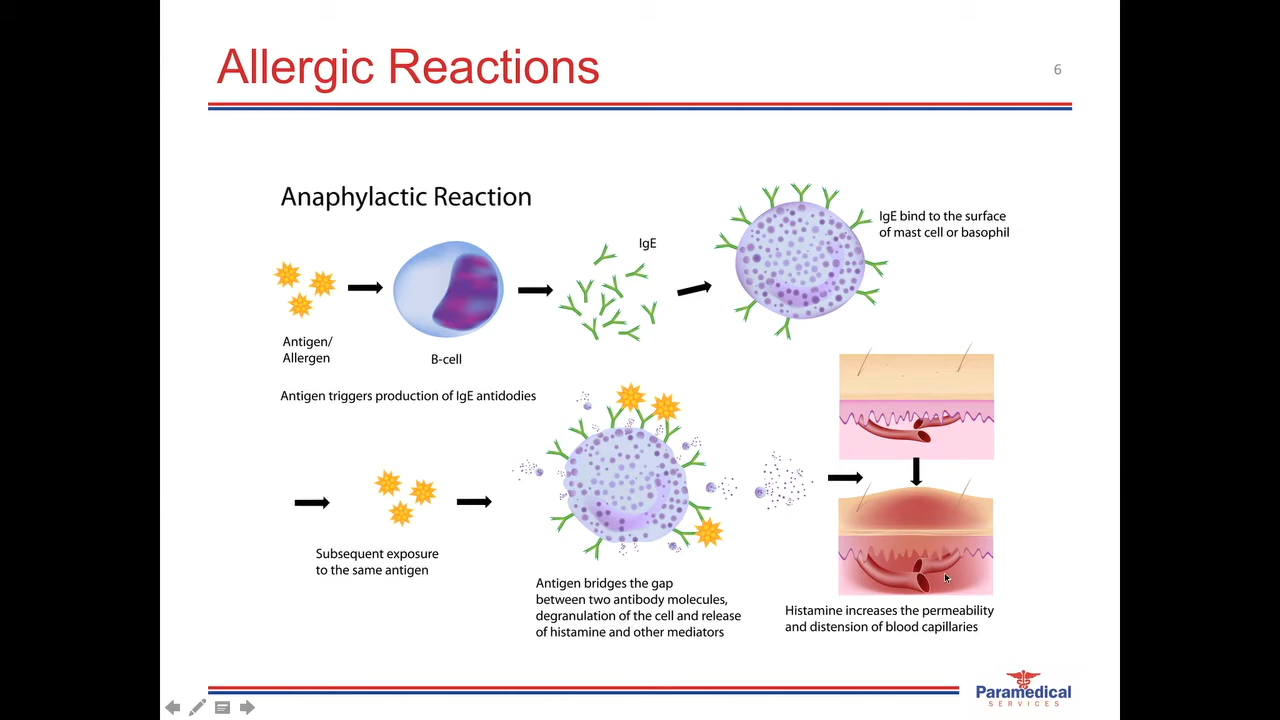 Allergic Reactions
6
Anaphylactic Reaction
IgE
IgE bind to the surface
of mast cell or basophil
Antigen/
Allergen
B-cell
Antigen triggers production of IgE antidodies
Subsequent exposure
to the same antigen
Antigen bridges the gap
between two antibody molecules,
degranulation of the cell and release
of histamine and other mediators
Histamine increases the permeability
and distension of blood capillaries
Paramedical
SERVICES